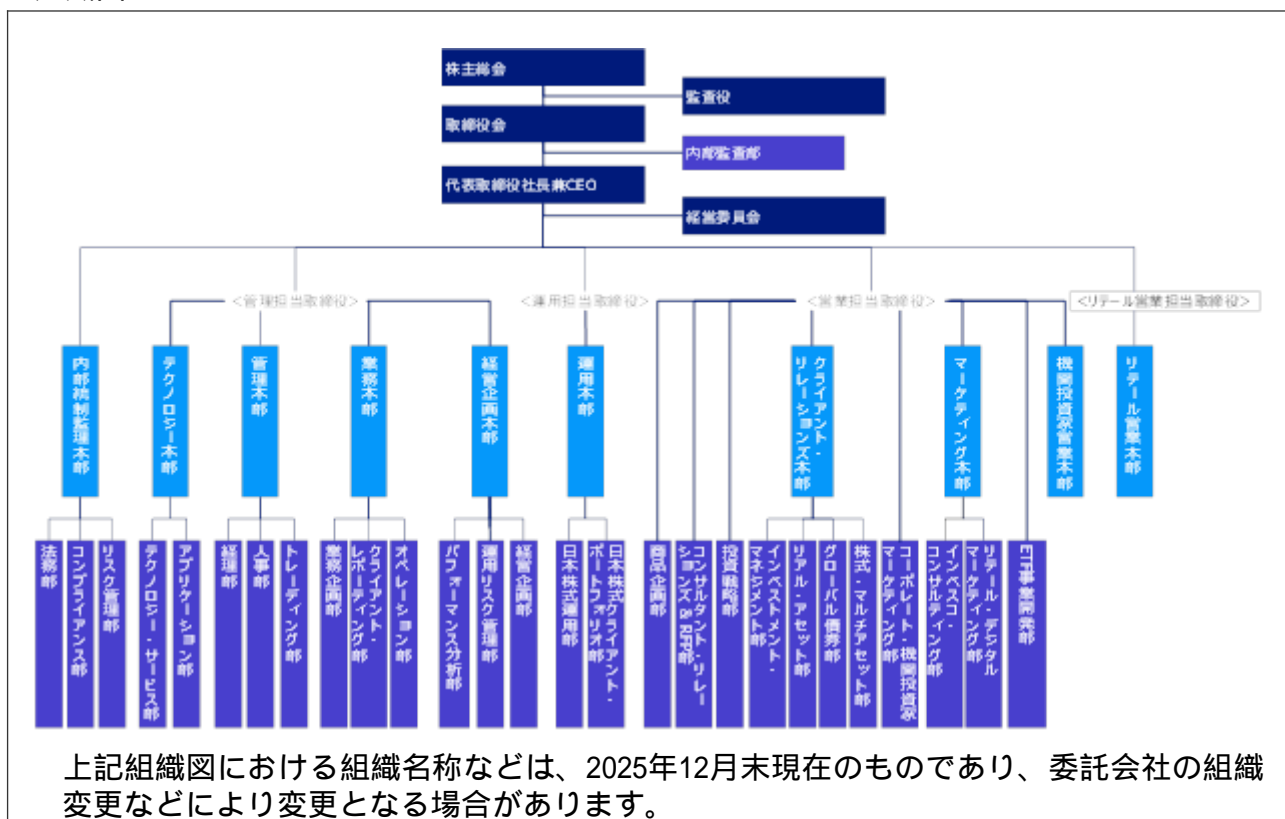 株主総会
監査役
取締役会
内部監査部
代表取締役社長兼CEO
経営委員会
<管理担当取締役>
<運用担当取締役>
<営業担当取締役>
<リテール営業担当取締役>
内部統制監理本部
テクノロジー本部
管理本部
業務本部
経営企画本部
運用本部
クライアント・
リレーションズ本部
マーケティング本部
機関投資家営業本部
リテール営業本部
法務部
コンプライアンス部
リスク管理部
テクノロジー・サービス部
アプリケーション部
経理部
人事部
トレーディング部
業務企画部
クライアント・
レポーティング部
オペレーション部
パフォーマンス分析部
運用リスク管理部
経営企画部
日本株式運用部
日本株式クライアント・
ポートフォリオ部
商品企画部
コンサルタント・リレー
ションズ & RFP部
投資戦略部
インベストメント・
マネジメント部
リアル・アセット部
グローバル債券部
株式・マルチアセット部
コーポレート・機関投資家
マーケティング部
インベスコ・
コンサルティング部
リテール・デジタル
マーケティング部
ETF事業開発部
上記組織図における組織名称などは、2025年12月末現在のものであり、委託会社の組織
変更などにより変更となる場合があります。